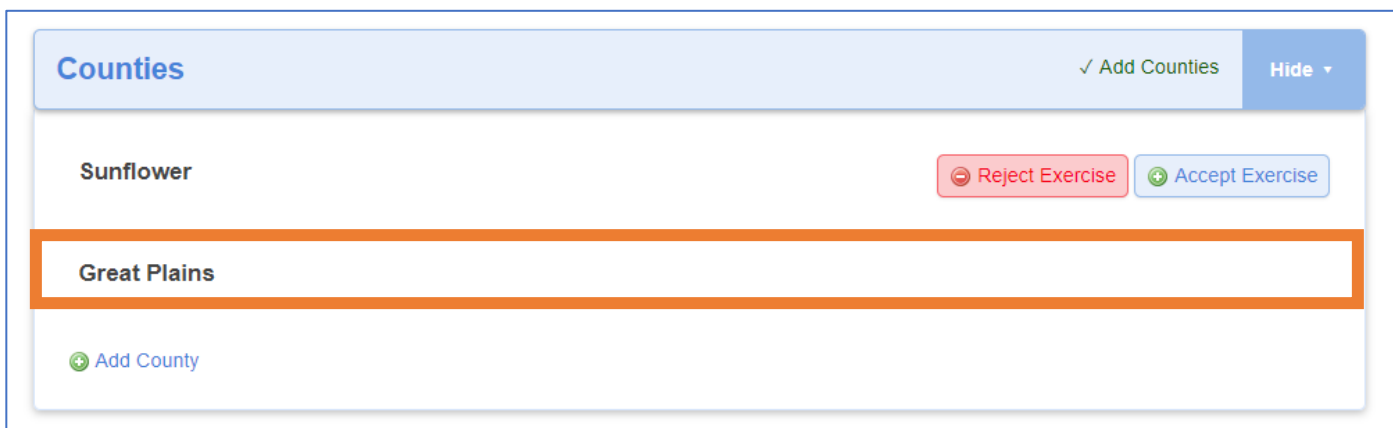 Counties
✓ Add Counties
Hide
Sunflower
Reject Exercise
Accept Exercise
Great Plains
Add County